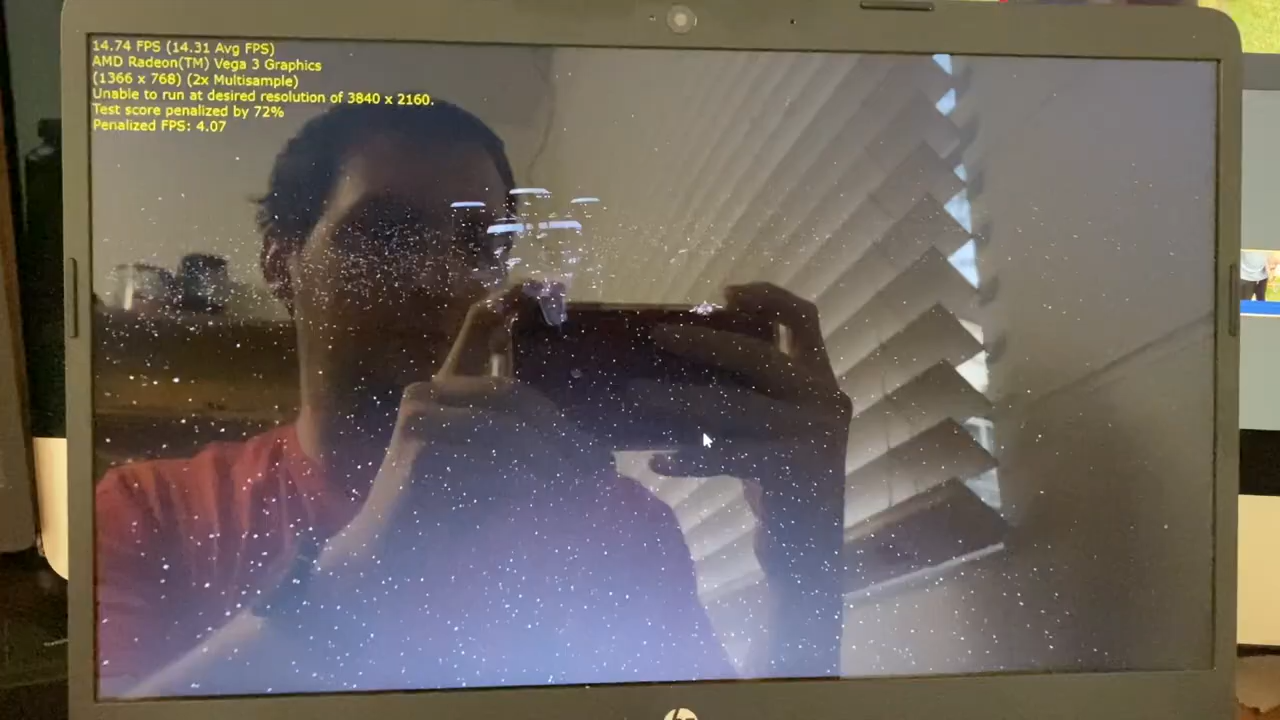 14.74 FPS (14.31 Avg FPS)
AMD Radeon(TM) Vega 3 Graphics
(1366 x 768) (2x Multisample)
Unable to run at desired resolution of 3840 x 2160.
Test score penalized by 72%
Penalized FPS: 4.07
hp